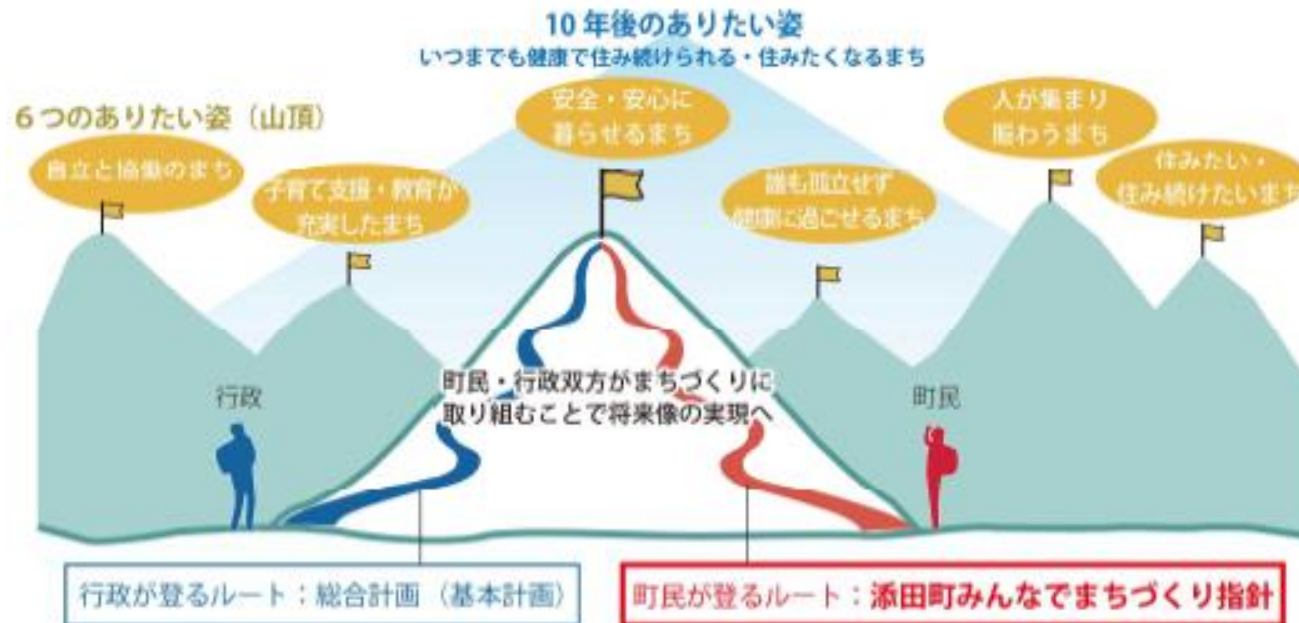 10年後のありたい姿
いつまでも健康で住み続けられる・住みたくなるまち
6つのありたい姿（山頂）
自立と協働のまち
子育て支援・教育が
充実したまち
安全・安心に
暮らせるまち
誰も孤立せず
健康に過ごせるまち
人が集まり
賑わうまち
住みたい・
住み続けたいまち
町民・行政双方がまちづくりに
取り組むことで将来像の実現へ
行政
町民
行政が登るルート：総合計画（基本計画）
町民が登るルート：添田町みんなでまちづくり指針